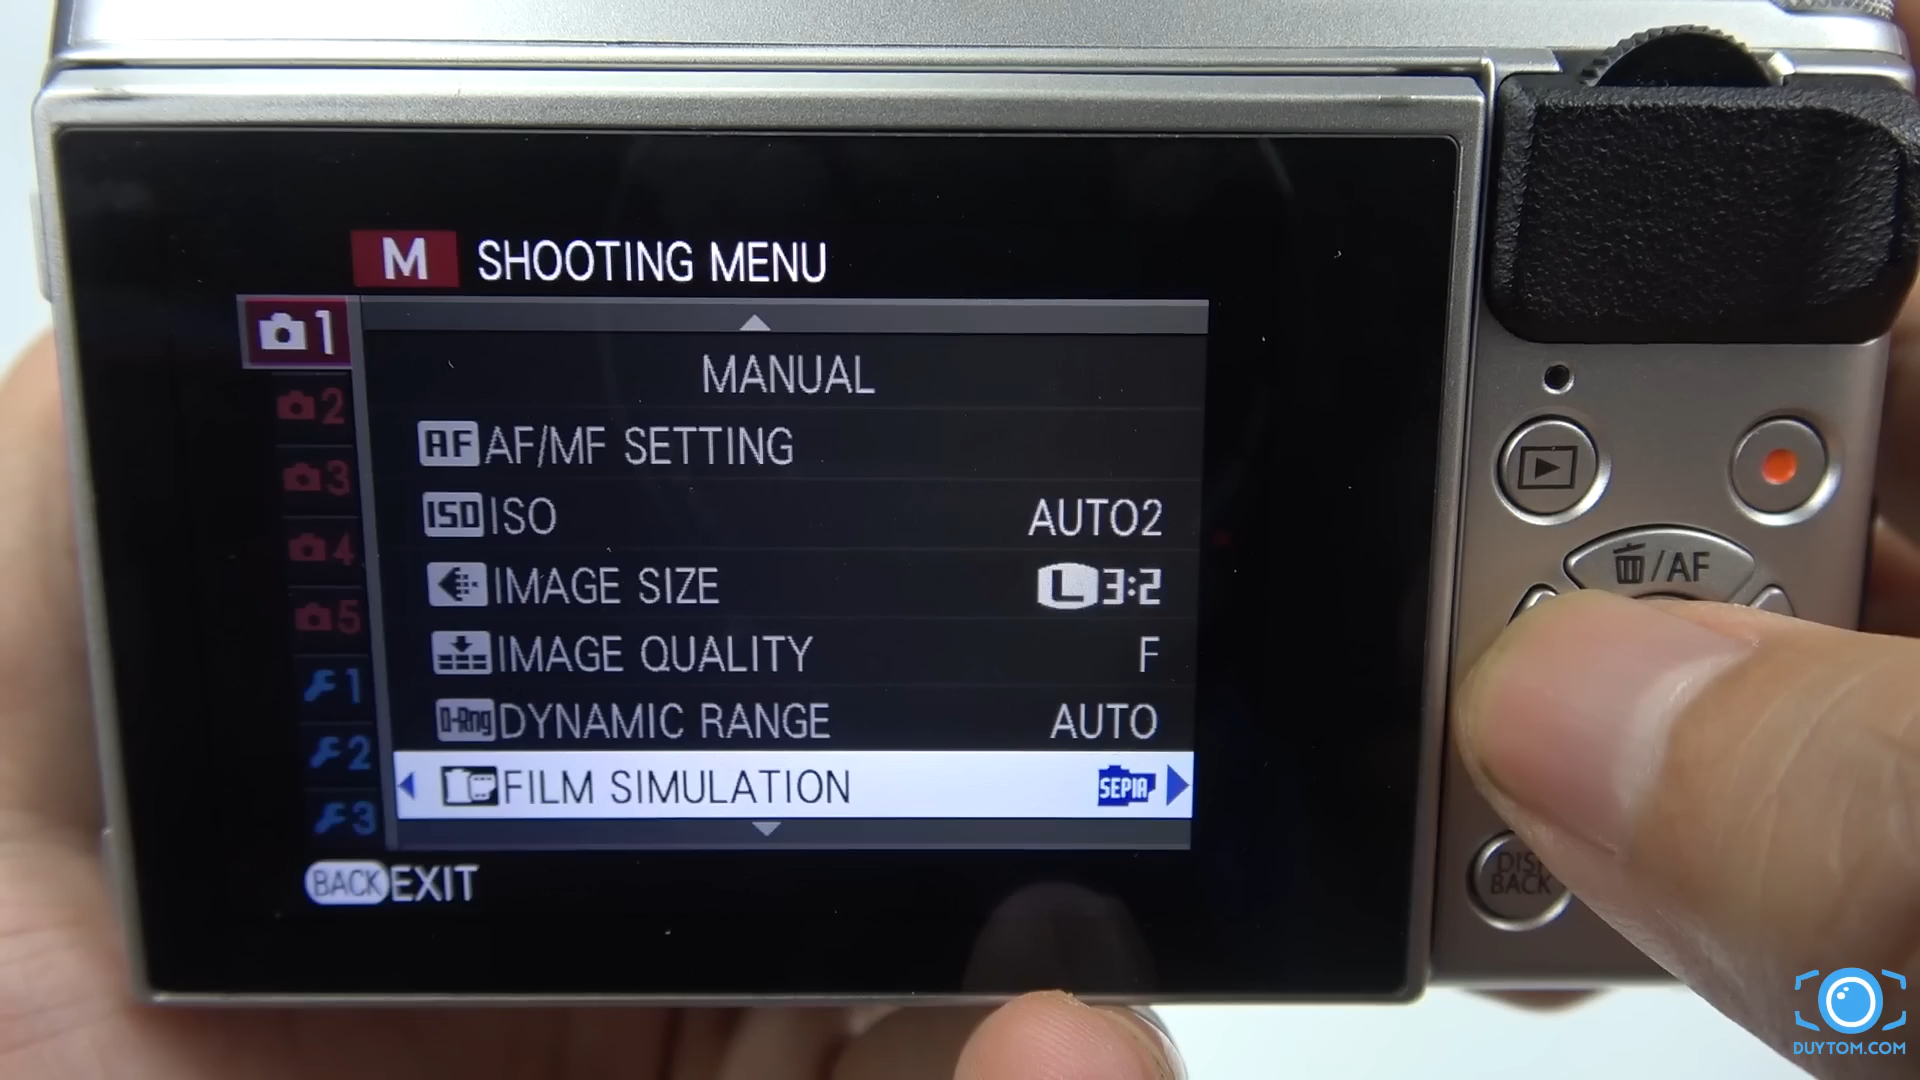 M SHOOTING MENU
1
MANUAL
2
AF AF/MF SETTING
3
ISO ISO AUTO2
4
IMAGE SIZE L 3:2
5
IMAGE QUALITY F
1
D-Rng DYNAMIC RANGE AUTO
2
FILM SIMULATION SEPIA
3
BACK EXIT
/AF
DISP
BACK
DUYTOM.COM